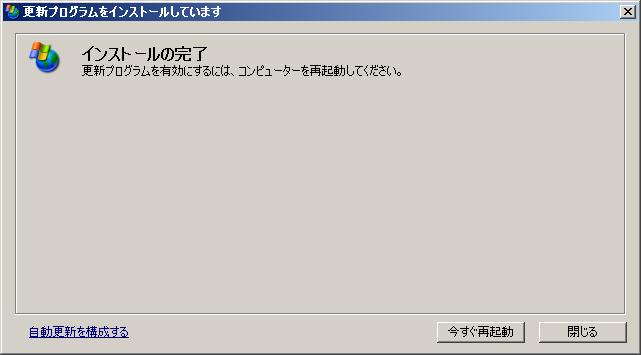 更新プログラムをインストールしています
インストールの完了
更新プログラムを有効にするには、コンピューターを再起動してください。
自動更新を構成する
今すぐ再起動
閉じる